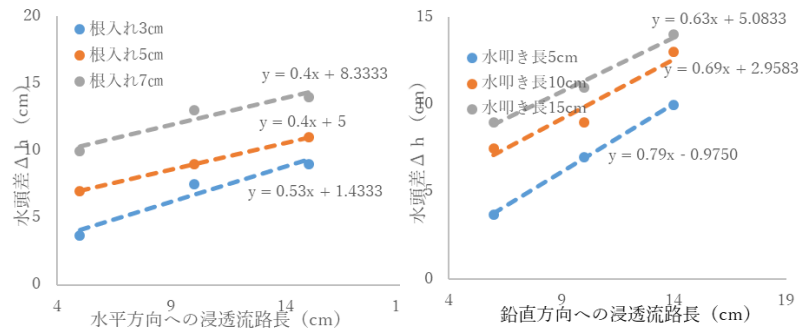 20
15
10
5
0
4
9
14
1
水頭差Δh（cm）
水平方向への浸透流路長（cm）
根入れ3㎝
根入れ5㎝
根入れ7㎝
y = 0.4x + 8.3333
y = 0.4x + 5
y = 0.53x + 1.4333
15
10
5
0
4
9
14
19
水頭差Δh（cm）
鉛直方向への浸透流路長（cm）
水叩き長5cm
水叩き長10cm
水叩き長15cm
y = 0.63x + 5.0833
y = 0.69x + 2.9583
y = 0.79x - 0.9750